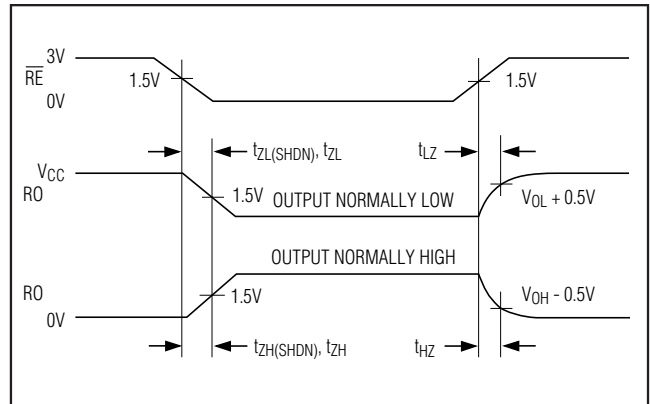 3V
R̅E̅
1.5V
1.5V
0V
tZL(SHDN), tZL
tLZ
VCC
RO
1.5V
OUTPUT NORMALLY LOW
VOL + 0.5V
OUTPUT NORMALLY HIGH
RO
1.5V
VOH - 0.5V
0V
tZH(SHDN), tZH
tHZ